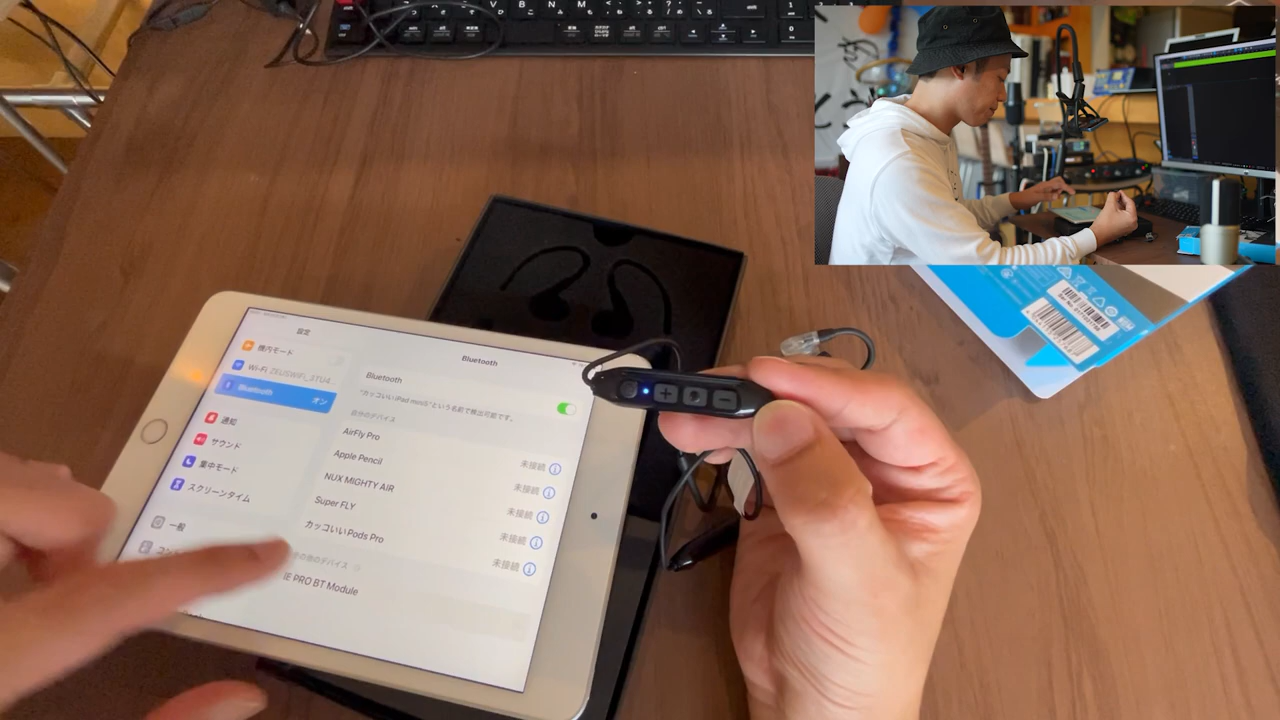 設定
機内モード
Wi-Fi ZEUSWiFi_1TU4
Bluetooth オン
通知
サウンド
集中モード
スクリーンタイム
一般
Bluetooth
Bluetooth
"カッコいいiPad mini5"という名前で検出可能です。
自分のデバイス
AirFly Pro 未接続
Apple Pencil 未接続
NUX MIGHTY AIR 未接続
Super FLY 未接続
カッコいいPods Pro 未接続
の他のデバイス
IE PRO BT Module
V B N M